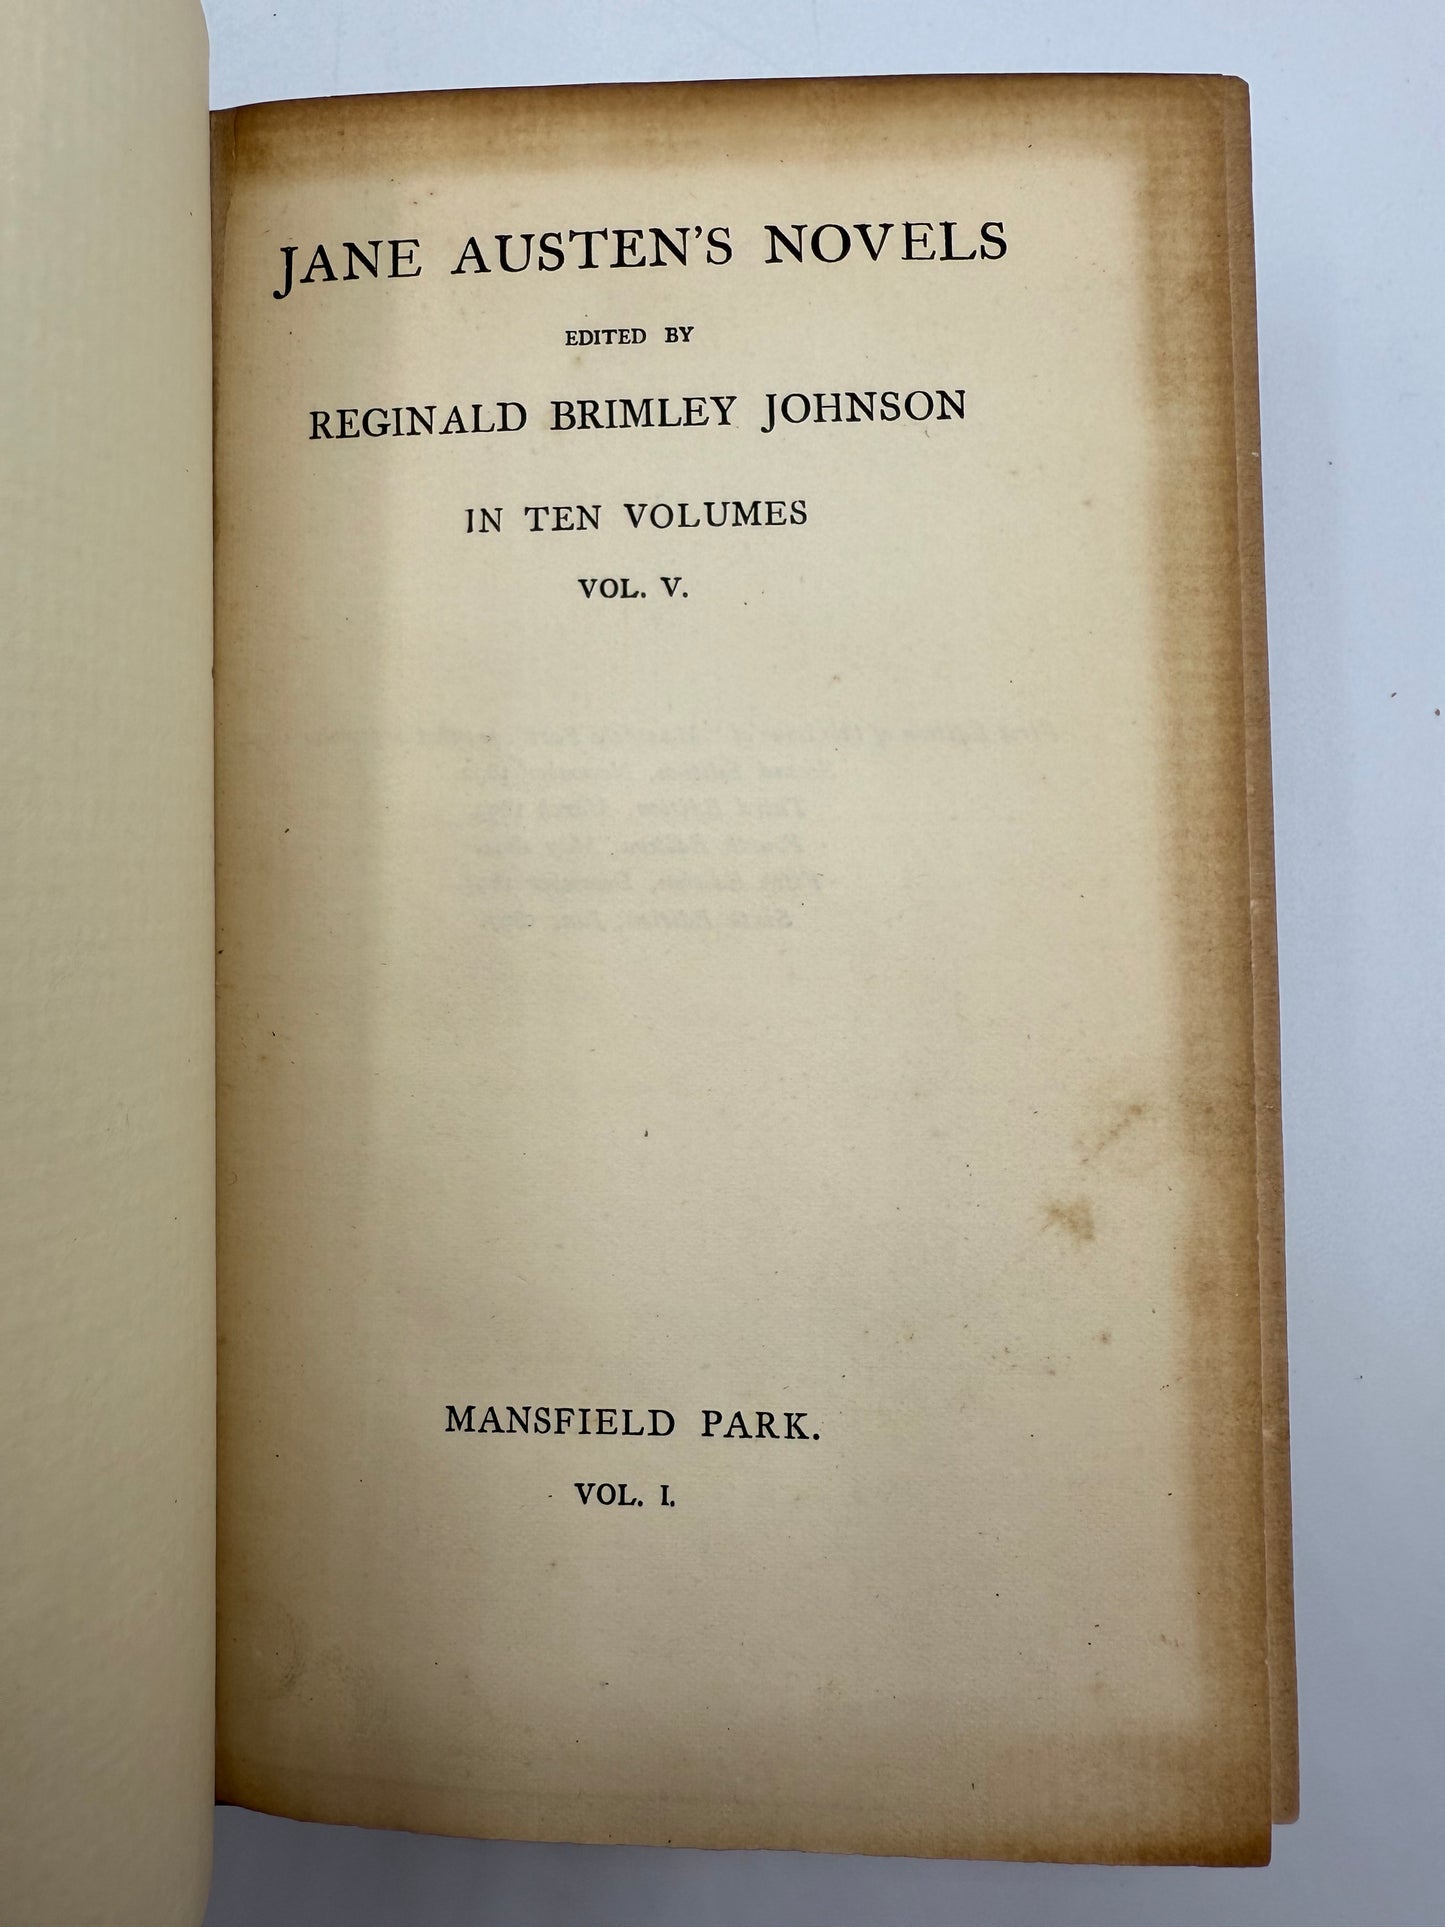 JANE AUSTEN'S NOVELS
EDITED BY
REGINALD BRIMLEY JOHNSON
IN TEN VOLUMES
VOL. V.
MANSFIELD PARK.
VOL. I.